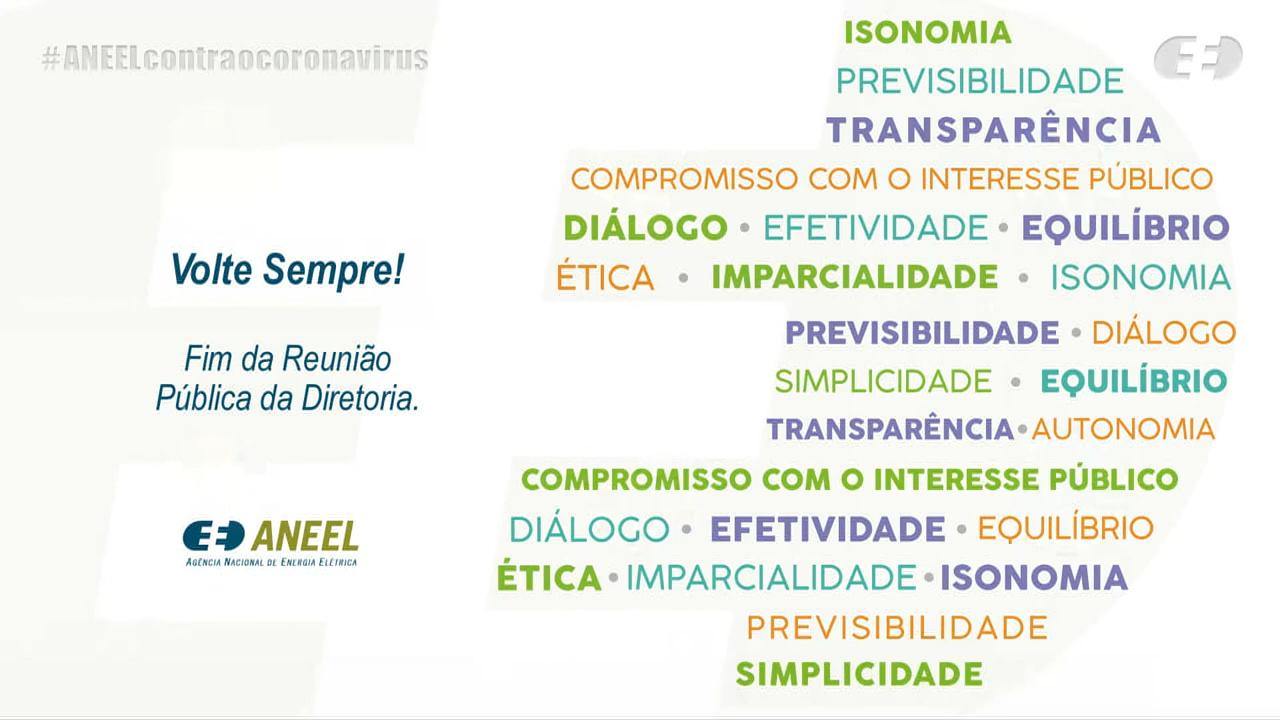 #ANEELcontraocoronavirus
Volte Sempre!
Fim da Reunião
Pública da Diretoria.
ANEEL
AGÊNCIA NACIONAL DE ENERGIA ELÉTRICA
ISONOMIA
PREVISIBILIDADE
TRANSPARÊNCIA
COMPROMISSO COM O INTERESSE PÚBLICO
DIÁLOGO • EFETIVIDADE • EQUILÍBRIO
ÉTICA • IMPARCIALIDADE • ISONOMIA
PREVISIBILIDADE • DIÁLOGO
SIMPLICIDADE • EQUILÍBRIO
TRANSPARÊNCIA • AUTONOMIA
COMPROMISSO COM O INTERESSE PÚBLICO
DIÁLOGO • EFETIVIDADE • EQUILÍBRIO
ÉTICA • IMPARCIALIDADE • ISONOMIA
PREVISIBILIDADE
SIMPLICIDADE